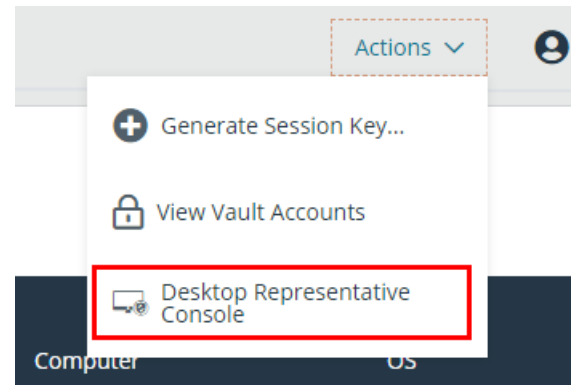 Actions
Generate Session Key...
View Vault Accounts
Desktop Representative
Console
Computer OS